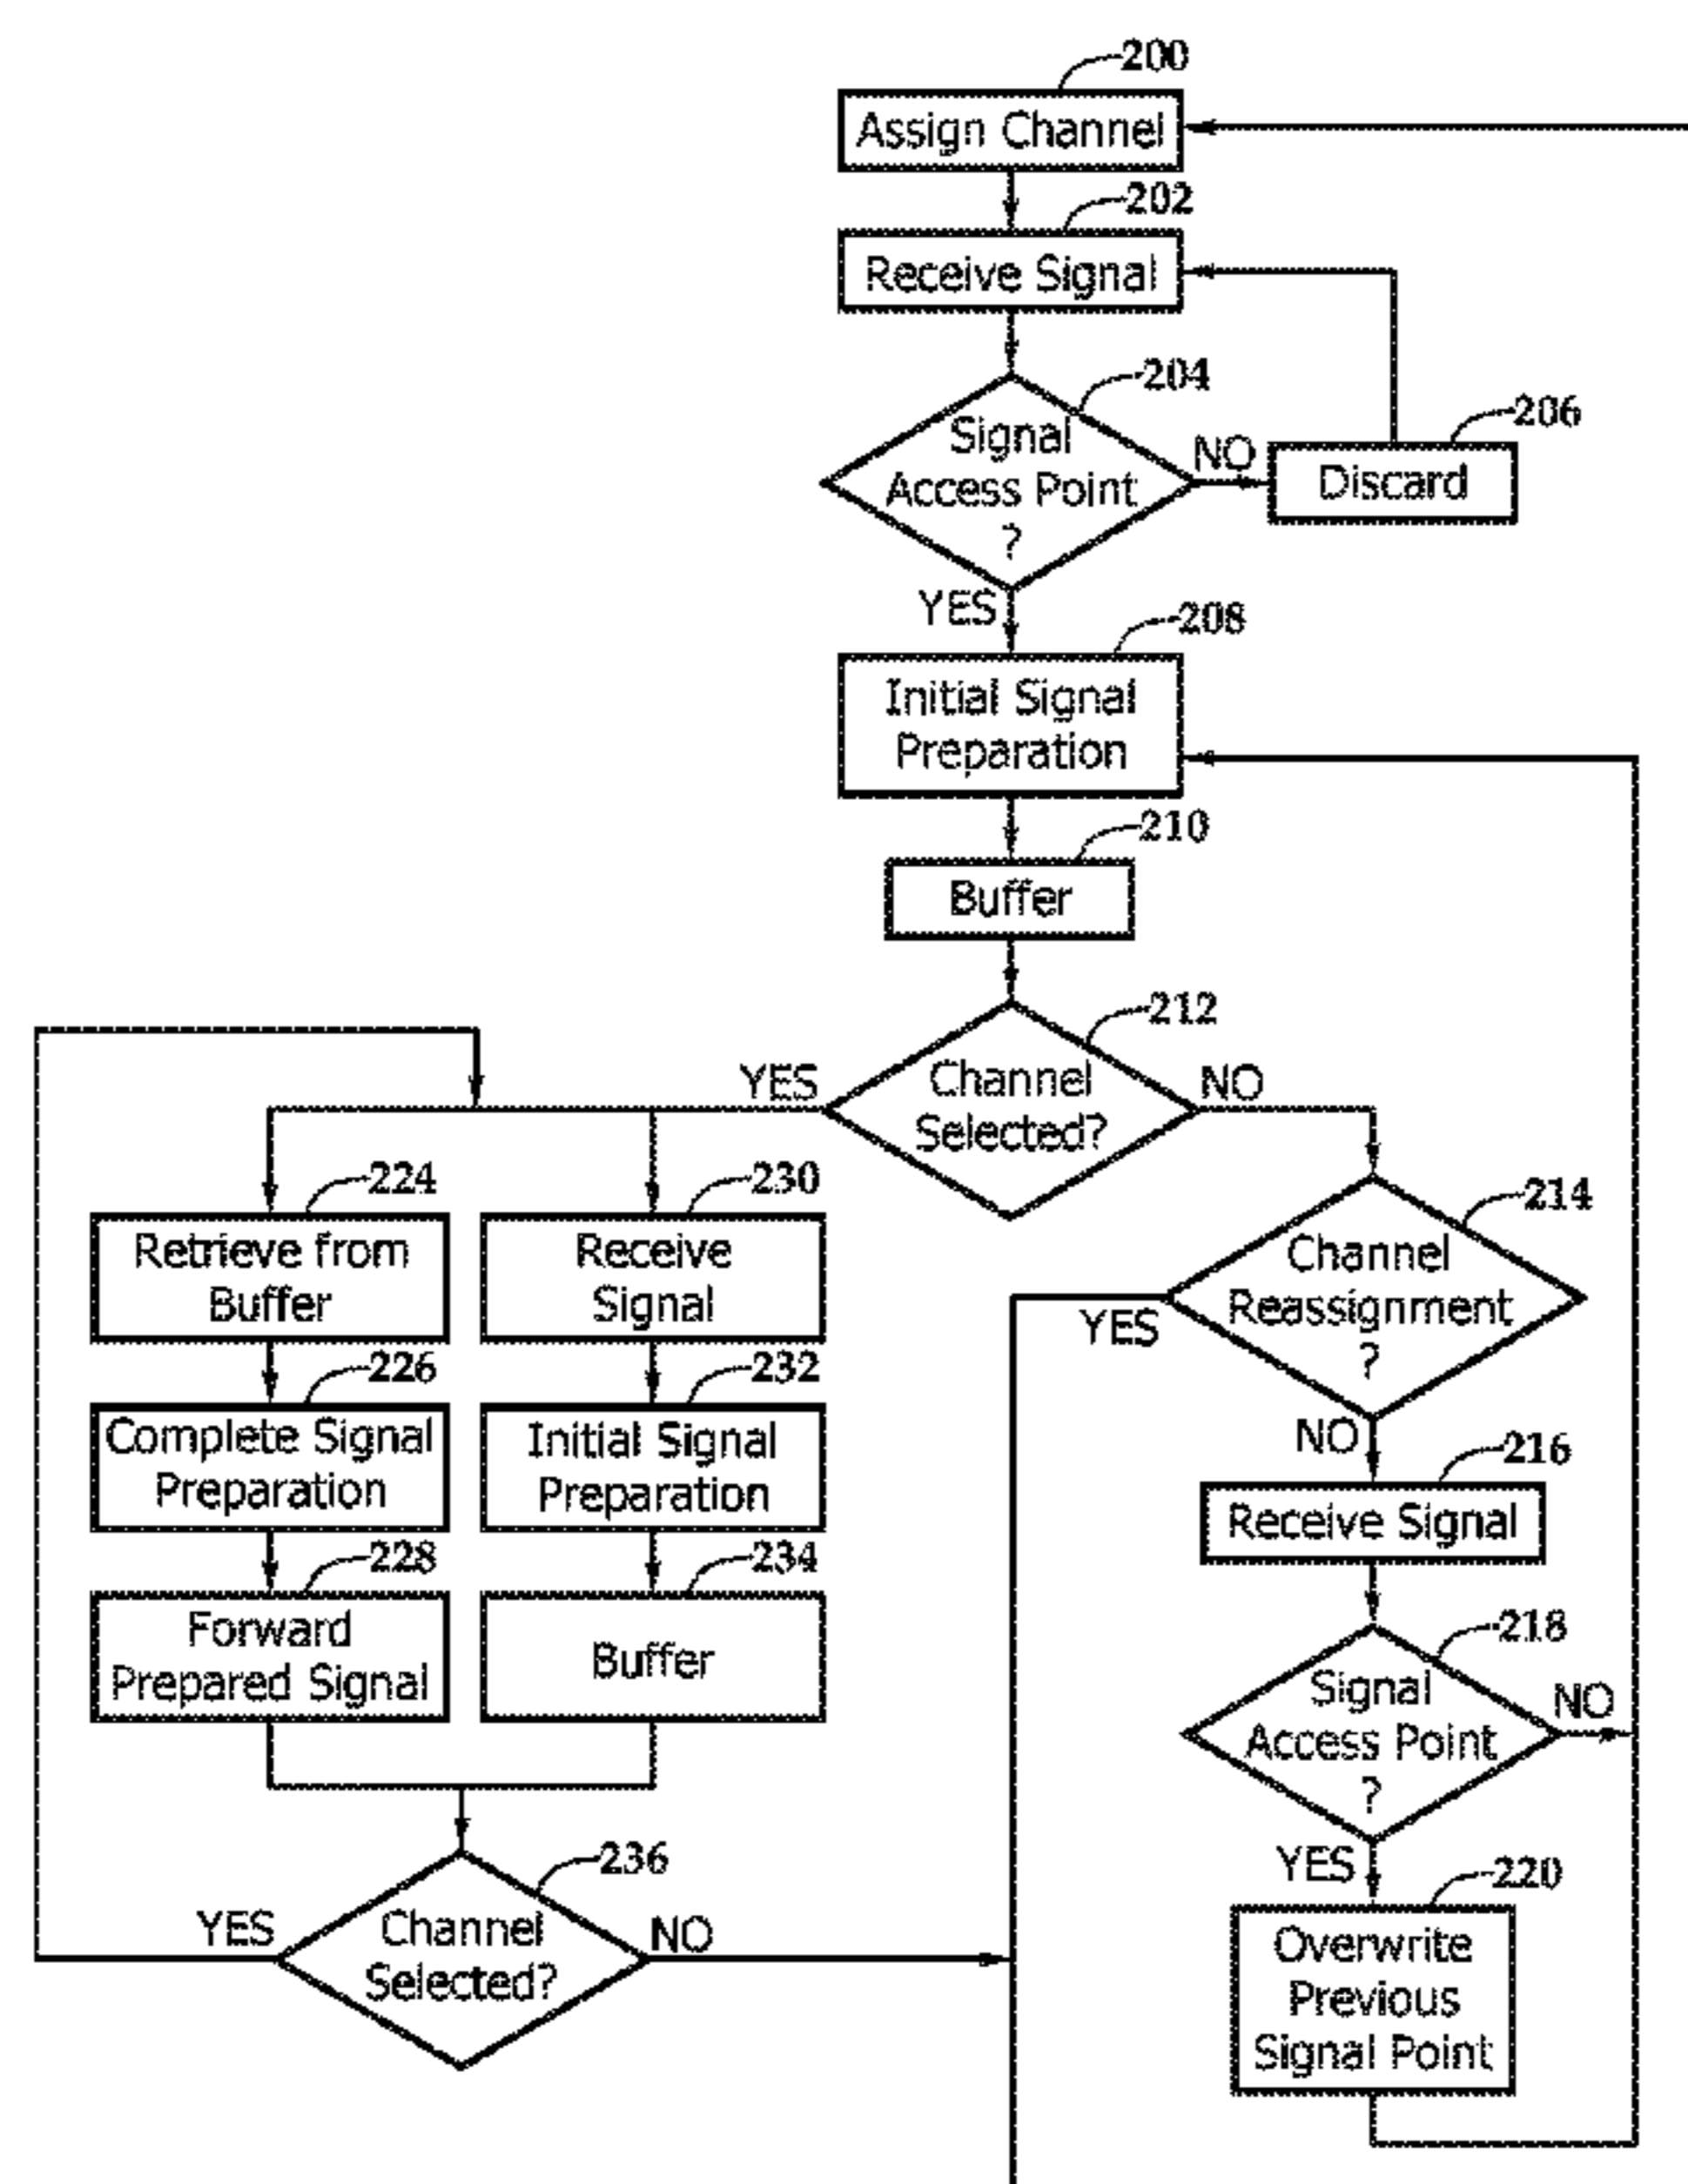 200
Assign Channel
202
Receive Signal
204
Signal
Access Point
?
NO
206
Discard
YES
208
Initial Signal
Preparation
210
Buffer
212
Channel
Selected?
YES
NO
224
Retrieve from
Buffer
226
Complete Signal
Preparation
228
Forward
Prepared Signal
230
Receive
Signal
232
Initial Signal
Preparation
234
Buffer
236
Channel
Selected?
YES
NO
214
Channel
Reassignment
?
YES
NO
216
Receive Signal
218
Signal
Access Point
?
NO
YES
220
Overwrite
Previous
Signal Point